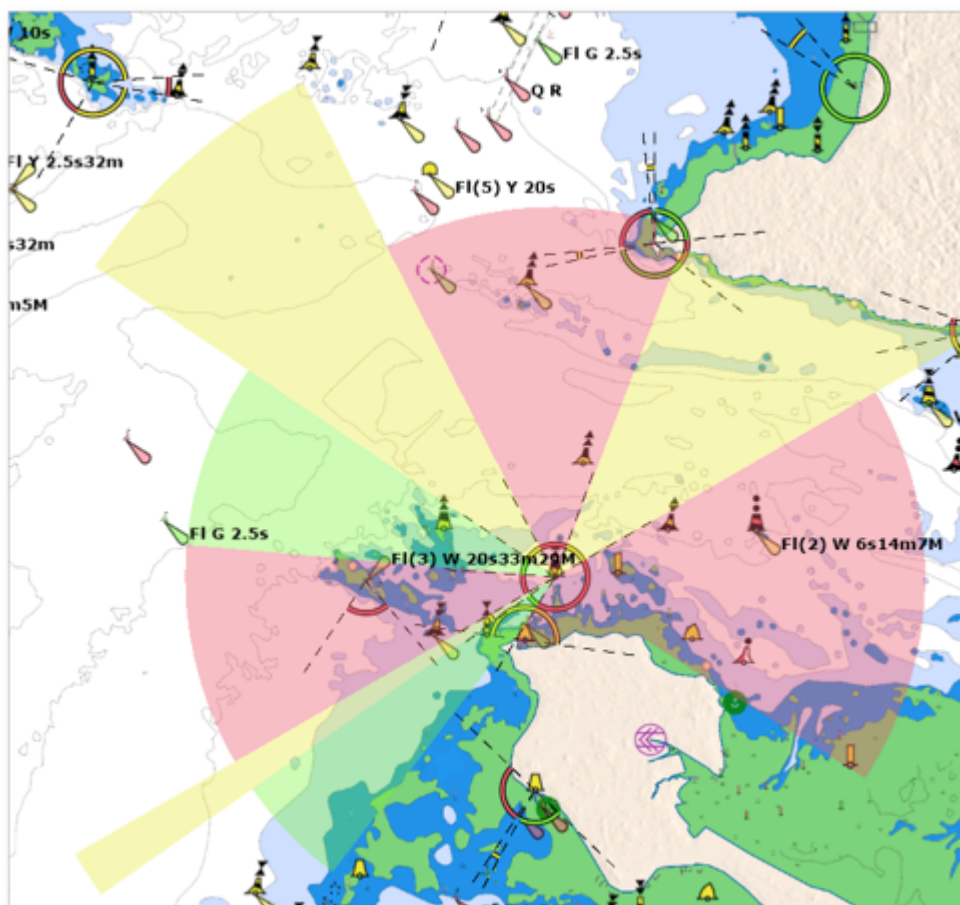 10s
Fl G 2.5s
Q R
Fl Y 2.5s32m
Fl(5) Y 20s
s32m
m5M
Fl G 2.5s
Fl(3) W 20s33m29M
Fl(2) W 6s14m7M